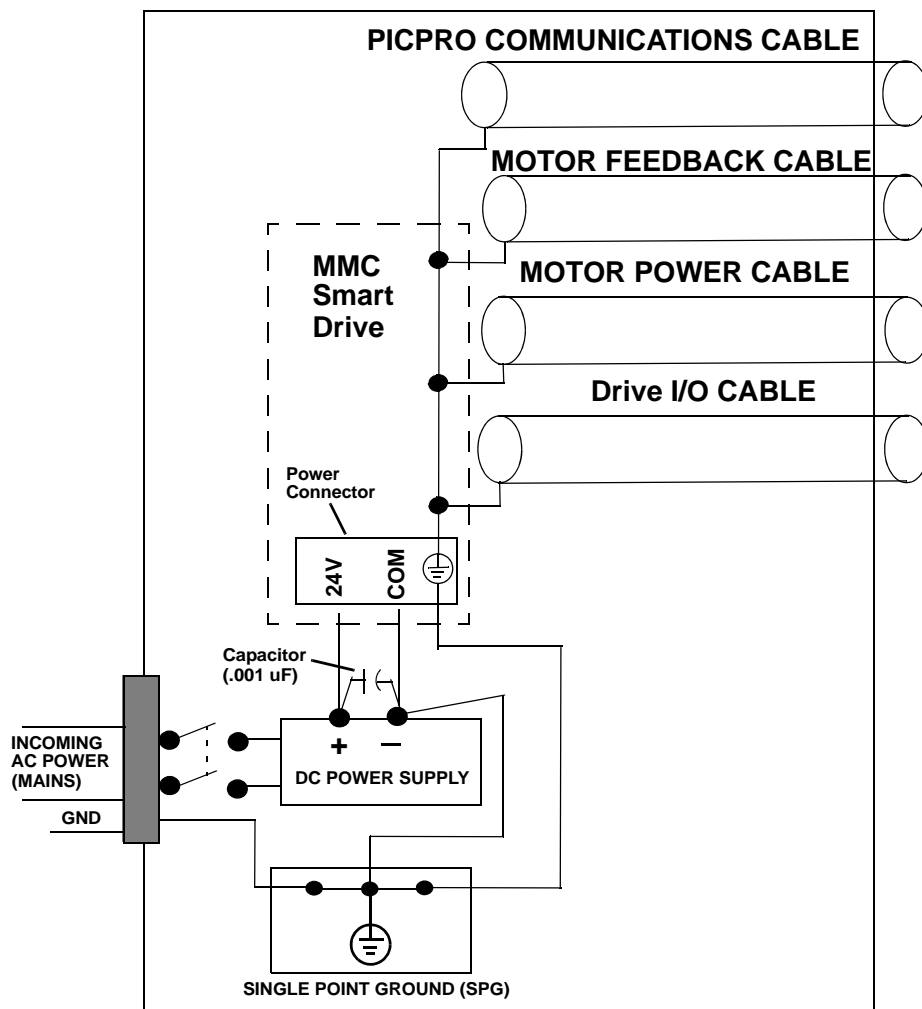 PICPRO COMMUNICATIONS CABLE
MOTOR FEEDBACK CABLE
MMC
Smart
Drive
MOTOR POWER CABLE
Drive I/O CABLE
Power
Connector
24V
COM
Capacitor
(.001 uF)
INCOMING
AC POWER
(MAINS)
GND
+ –
DC POWER SUPPLY
SINGLE POINT GROUND (SPG)